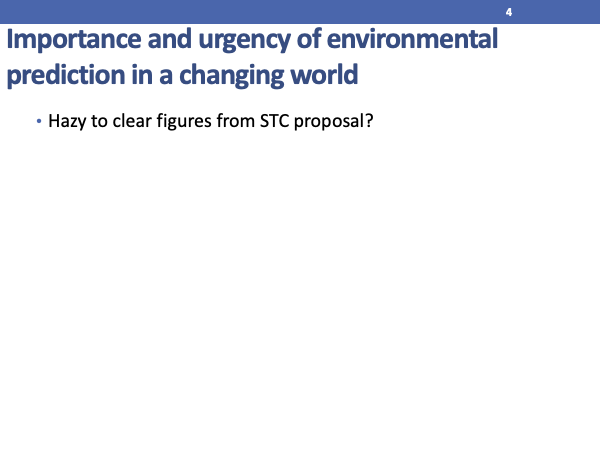 4
Importance and urgency of environmental
prediction in a changing world
• Hazy to clear figures from STC proposal?